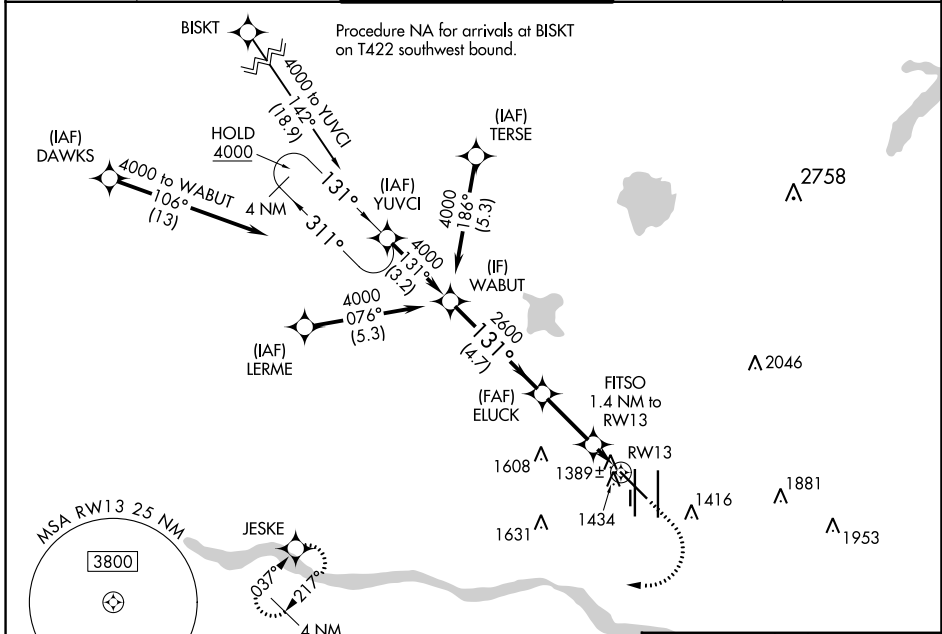 BISKT
Procedure NA for arrivals at BISKT
on T422 southwest bound.
4000 to YUVCI
142°
(18.9)
(IAF)
TERSE
HOLD
4000
(IAF)
DAWKS
4000 to WABUT
106°
(13)
4 NM
131°
311°
(IAF)
YUVCI
4000
186°
(5.3)
2758
4000
131°
(3.2)
(IF)
WABUT
4000
076°
(5.3)
(IAF)
LERME
2600
131°
(4.7)
2046
(FAF)
ELUCK
FITSO
1.4 NM to
RW13
RW13
1608
1389±
1434
1631
1416
1881
1953
MSA RW13 25 NM
3800
JESKE
037°
217°
4 NM